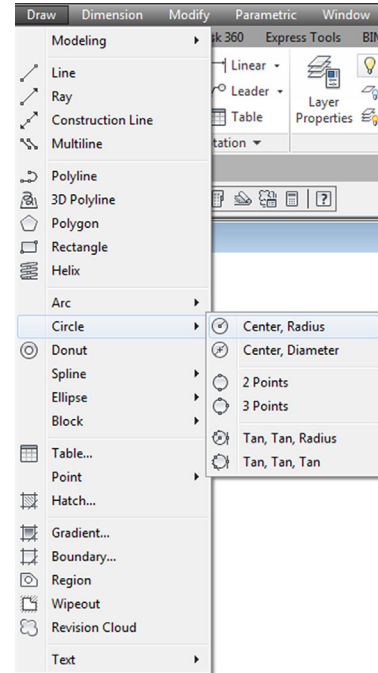 Draw Dimension Modify Parametric Window
sk 360 Express Tools BIM
Linear
Leader
Table
Layer
Properties
tation
Modeling
Line
Ray
Construction Line
Multiline
Polyline
3D Polyline
Polygon
Rectangle
Helix
Arc
Circle
Donut
Spline
Ellipse
Block
Table...
Point
Hatch...
Gradient...
Boundary...
Region
Wipeout
Revision Cloud
Text
Center, Radius
Center, Diameter
2 Points
3 Points
Tan, Tan, Radius
Tan, Tan, Tan